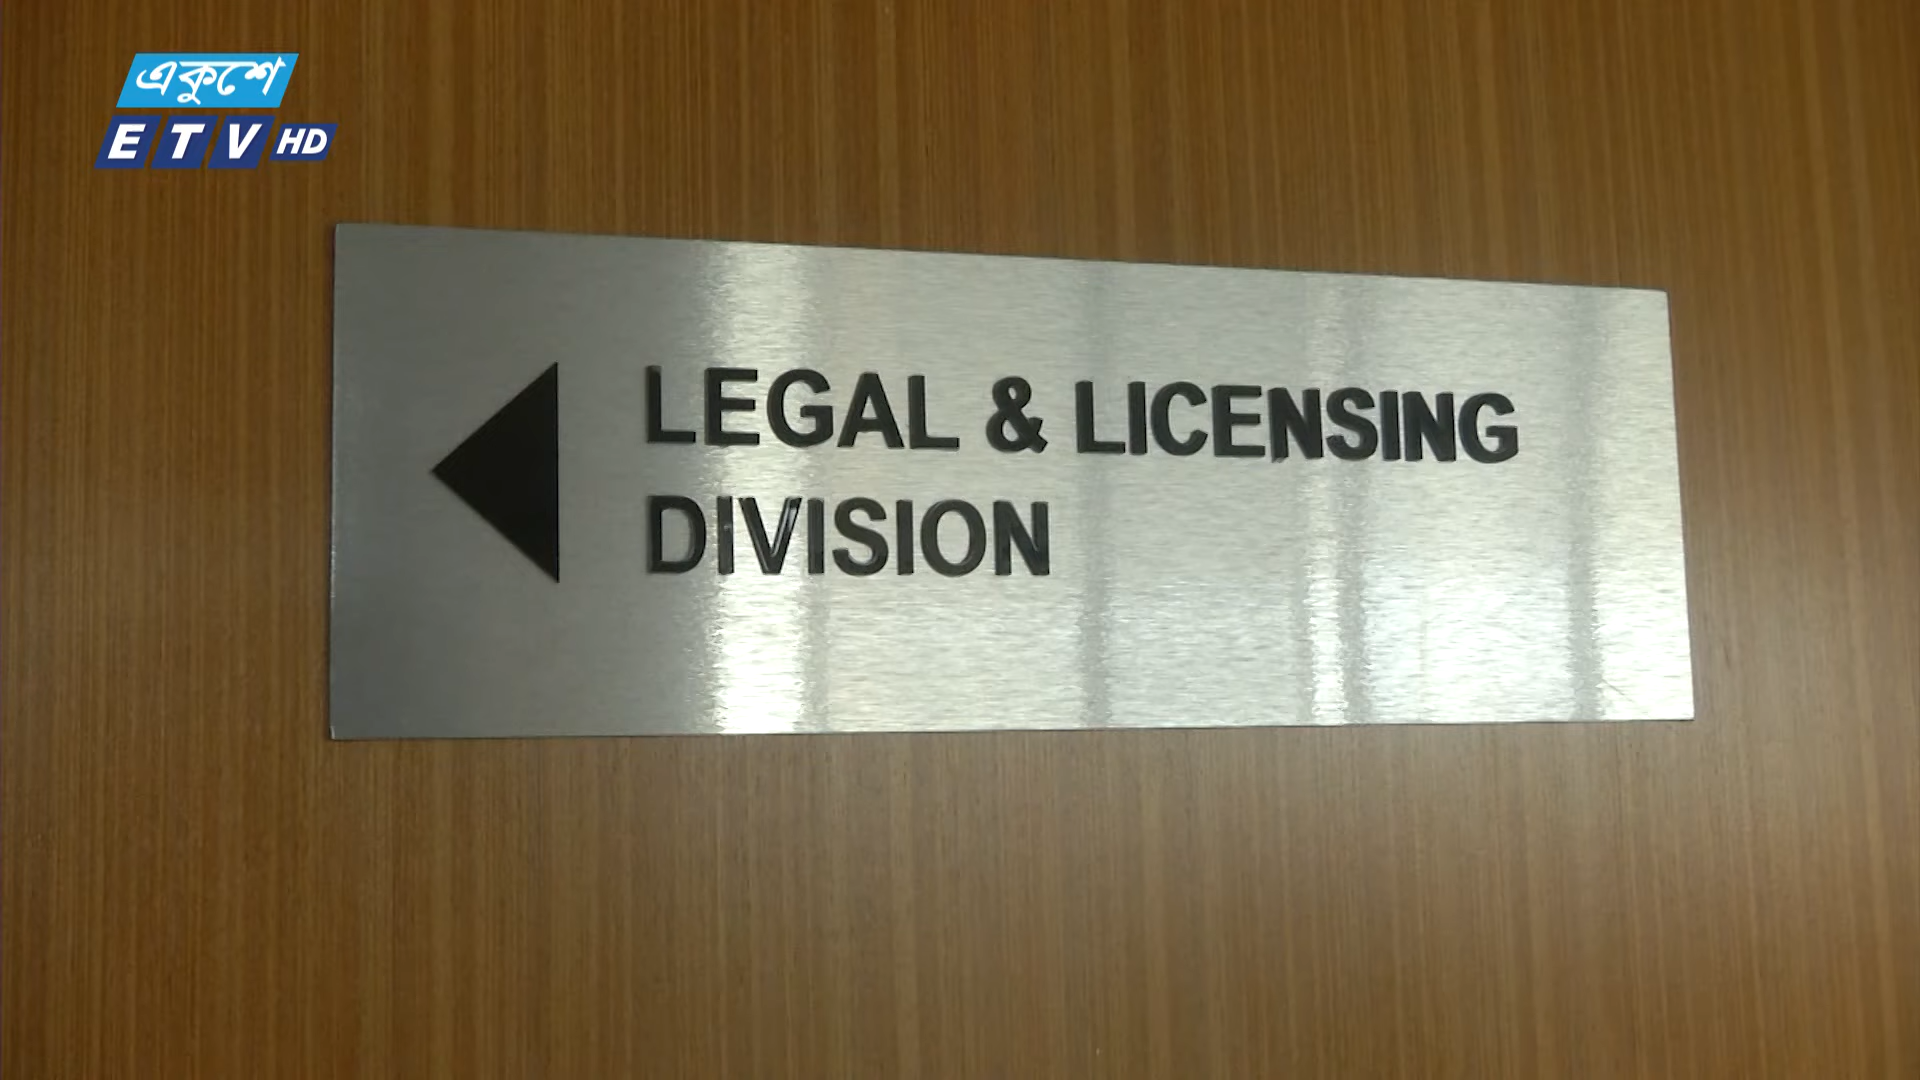 একুশে
ETV HD
LEGAL & LICENSING
DIVISION